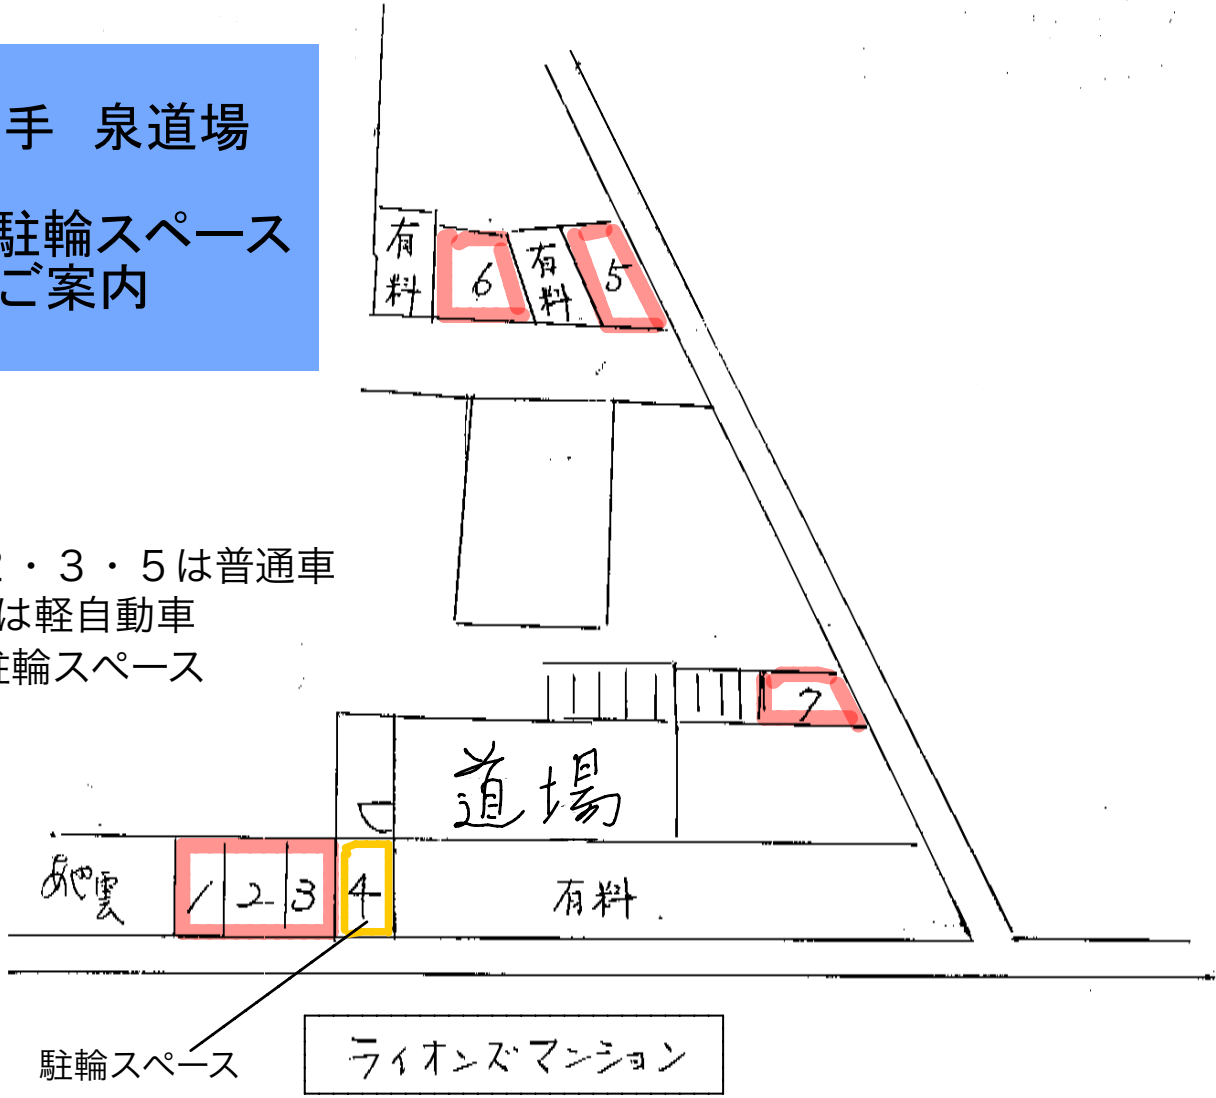 手 泉道場
駐輪スペース
ご案内
有料
6
有料
5
２・３・５は普通車
は軽自動車
駐輪スペース
7
道場
1 2 3 4
有料
駐輪スペース
ライオンズマンション